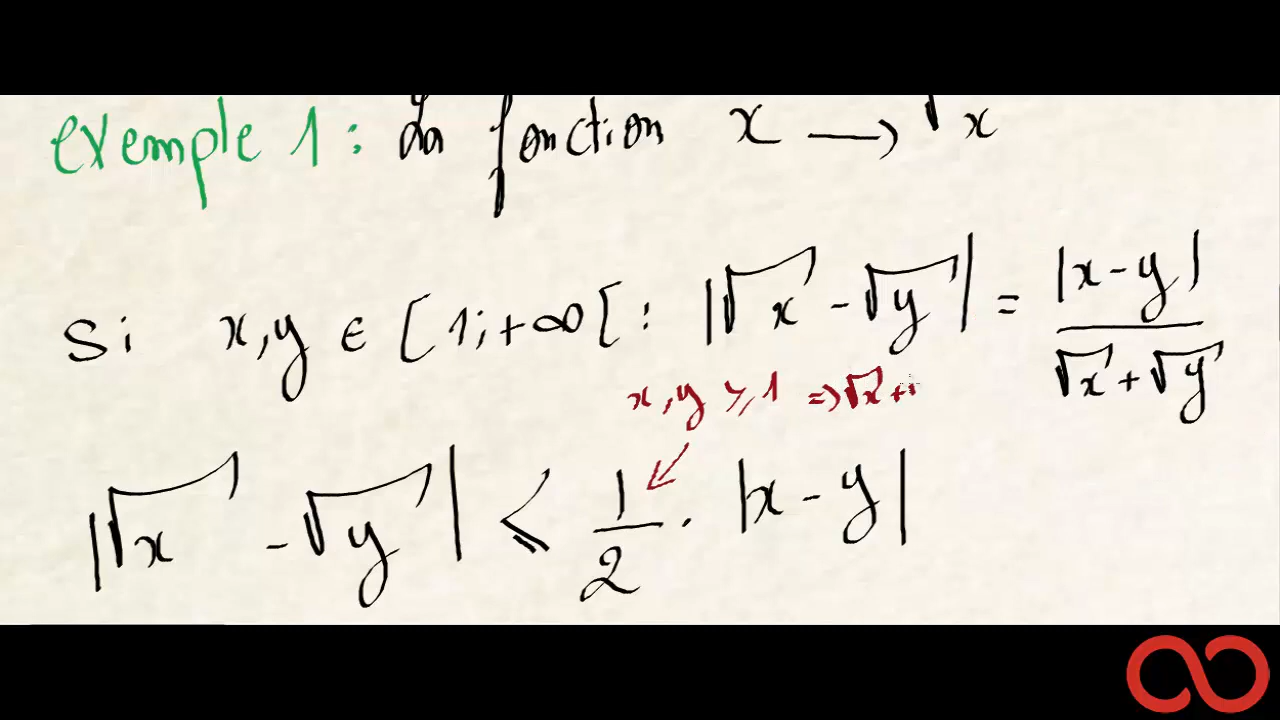 exemple 1 : La fonction x → √x
Si x,y ∈ [1;+∞[ : |√x - √y| = |x-y| / (√x + √y)
x,y ⩾ 1 ⇒ √x +
|√x - √y| ⩽ 1/2 . |x - y|